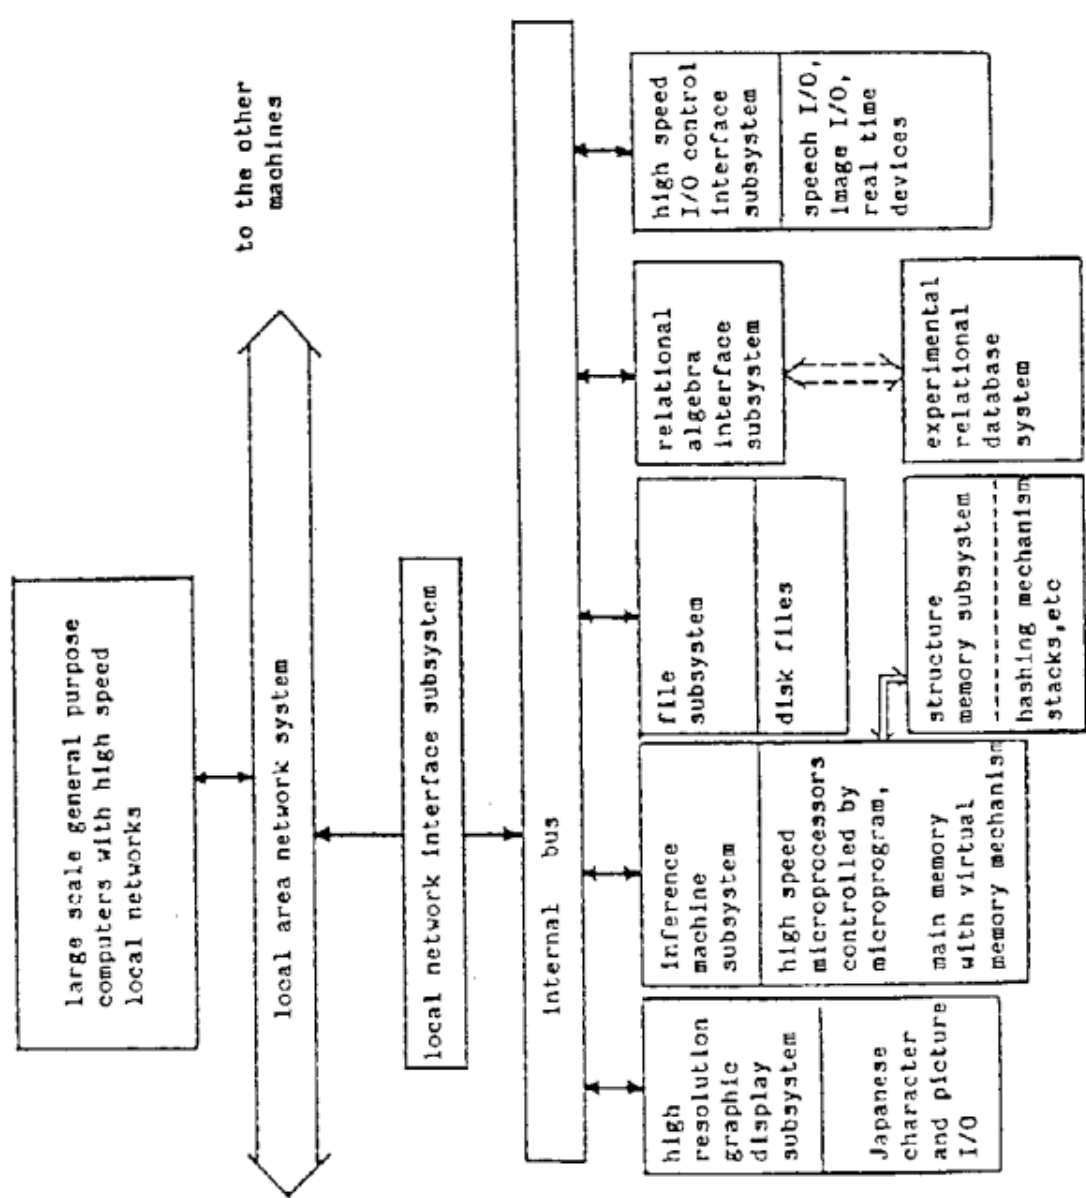 large scale general purpose
computers with high speed
local networks
to the other
machines
local area network system
local network interface subsystem
internal bus
high
resolution
graphic
display
subsystem
Japanese
character
and picture
I/O
inference
machine
subsystem
high speed
microprocessors
controlled by
microprogram,
main memory
with virtual
memory mechanism
file
subsystem
disk files
structure
memory subsystem
hashing mechanism
stacks,etc
relational
algebra
interface
subsystem
experimental
relational
database
system
high speed
I/O control
interface
subsystem
speech I/O,
image I/O,
real time
devices